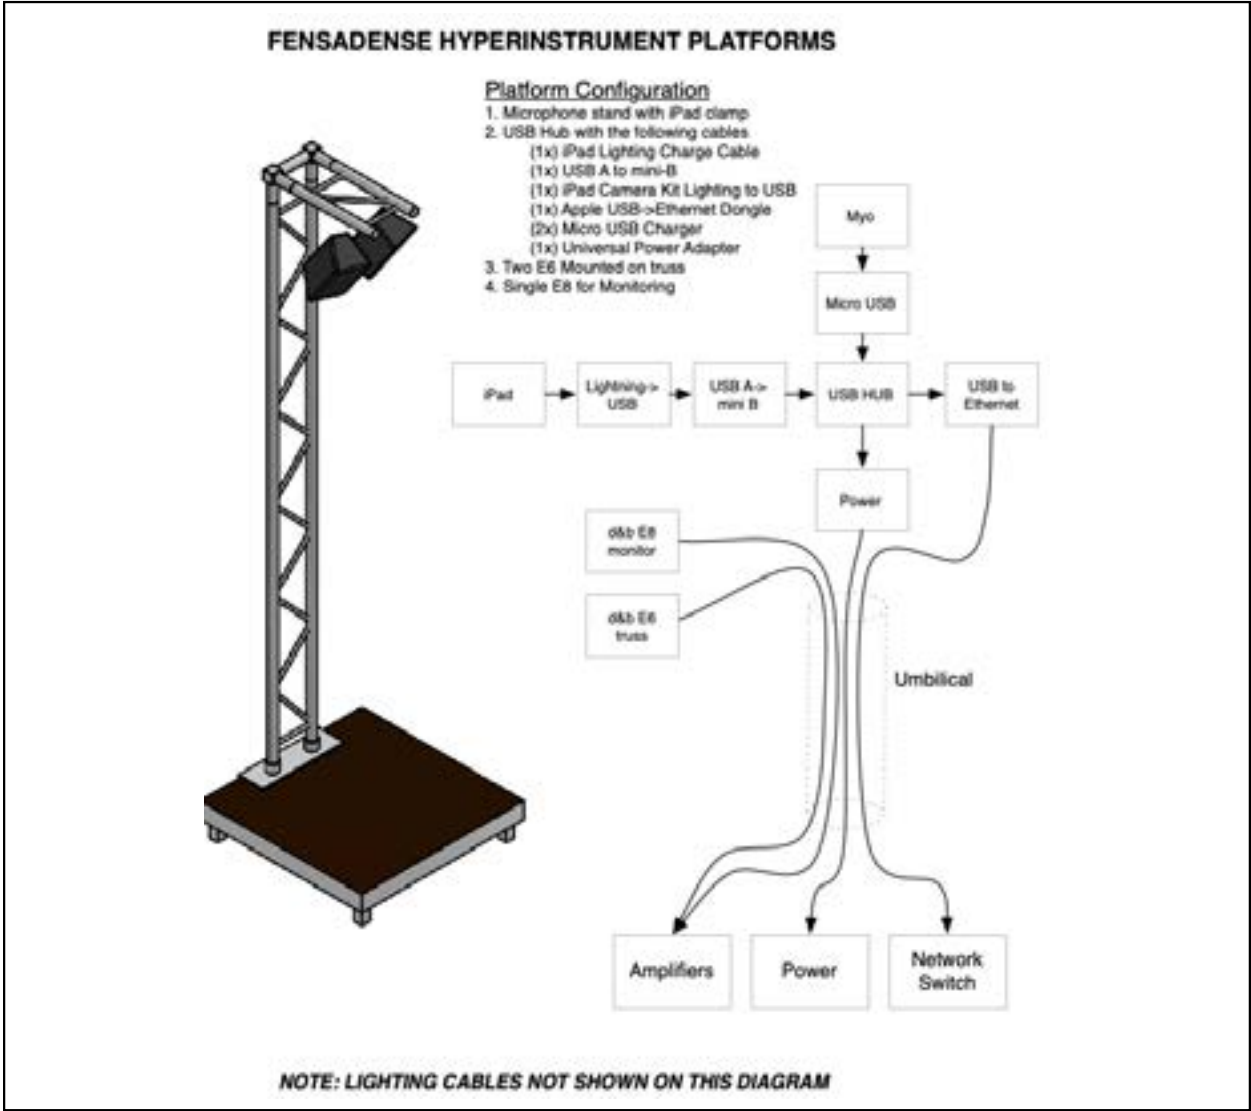 FENSADENSE HYPERINSTRUMENT PLATFORMS
Platform Configuration
1. Microphone stand with iPad clamp
2. USB Hub with the following cables
(1x) iPad Lighting Charge Cable
(1x) USB A to mini-B
(1x) iPad Camera Kit Lighting to USB
(1x) Apple USB->Ethernet Dongle
(2x) Micro USB Charger
(1x) Universal Power Adapter
3. Two E6 Mounted on truss
4. Single E8 for Monitoring
Myo
Micro USB
iPad
Lightning->
USB
USB A->
mini B
USB HUB
USB to
Ethernet
Power
d&b E8
monitor
d&b E6
truss
Umbilical
Amplifiers
Power
Network
Switch
NOTE: LIGHTING CABLES NOT SHOWN ON THIS DIAGRAM